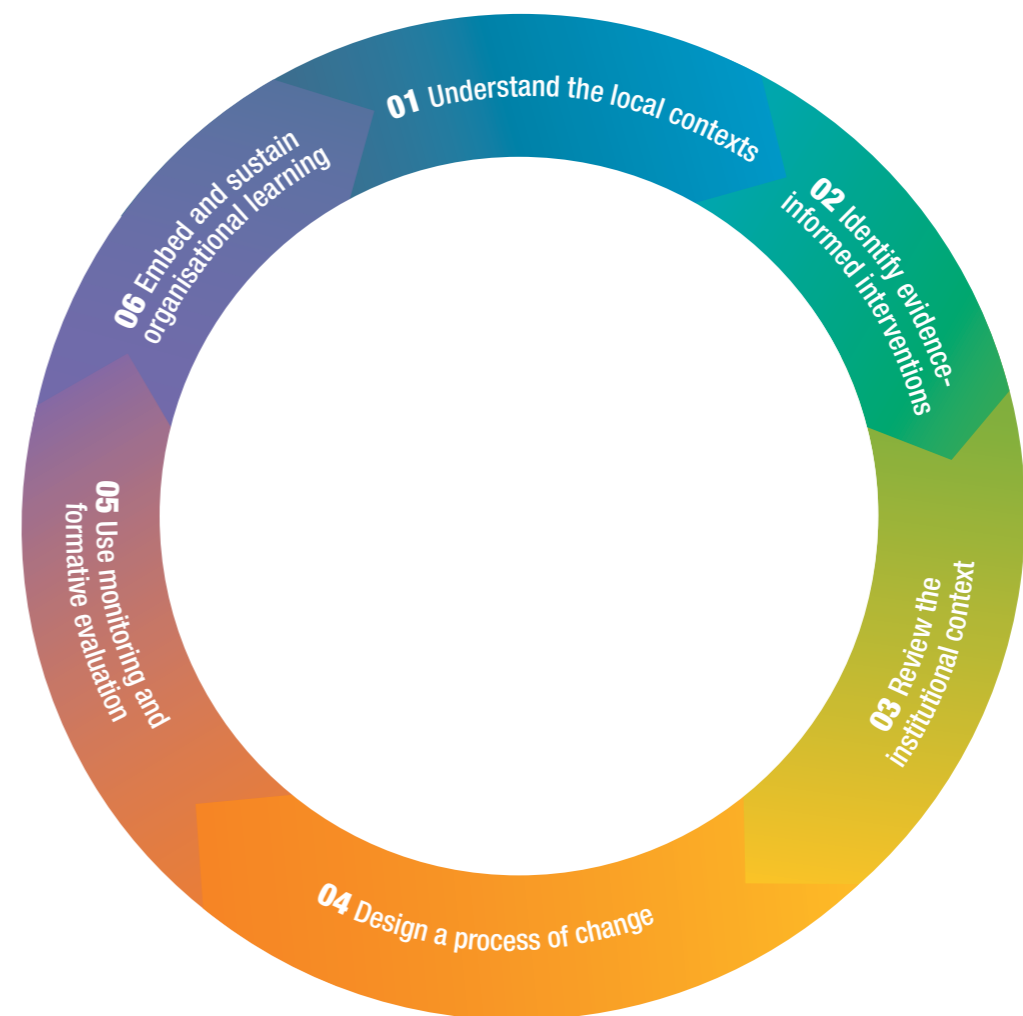 01 Understand the local contexts
02 Identify evidence-
informed interventions
03 Review the
institutional context
04 Design a process of change
05 Use monitoring and
formative evaluation
06 Embed and sustain
organisational learning